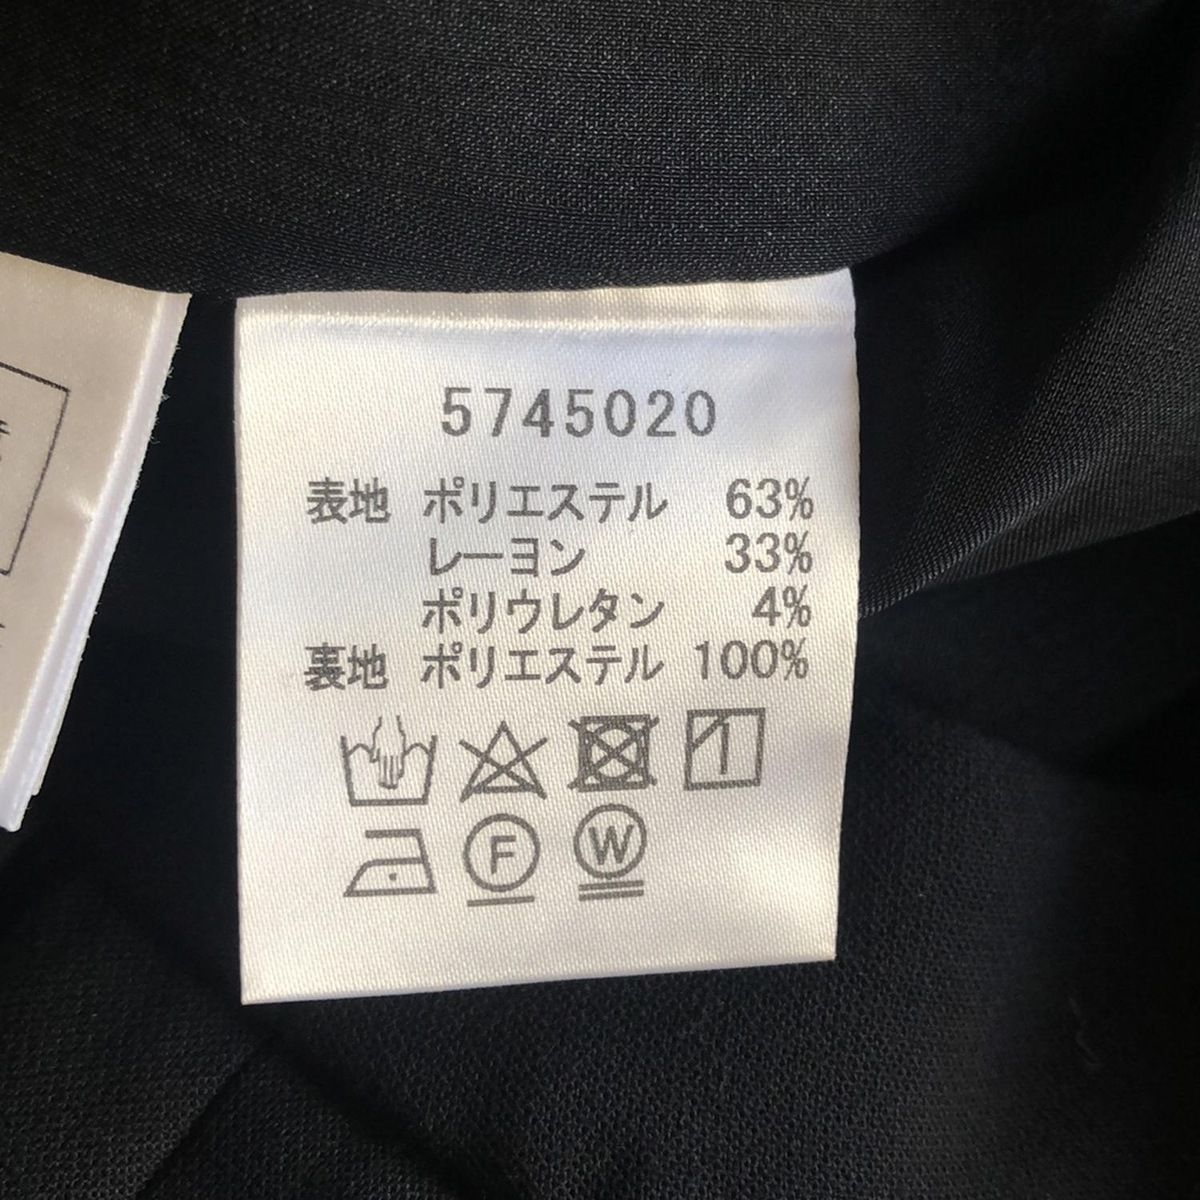 5745020
表地 ポリエステル 63%
レーヨン 33%
ポリウレタン 4%
裏地 ポリエステル 100%
F W